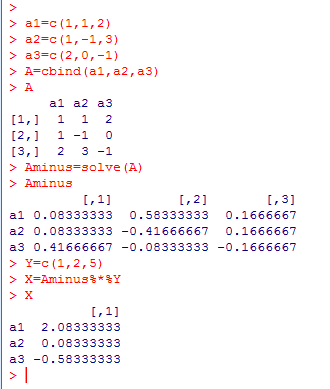 >
> a1=c(1,1,2)
> a2=c(1,-1,3)
> a3=c(2,0,-1)
> A=cbind(a1,a2,a3)
> A
     a1 a2 a3
[1,]  1  1  2
[2,]  1 -1  0
[3,]  2  3 -1
> Aminus=solve(A)
> Aminus
         [,1]        [,2]       [,3]
a1 0.08333333  0.58333333  0.1666667
a2 0.08333333 -0.41666667  0.1666667
a3 0.41666667 -0.08333333 -0.1666667
> Y=c(1,2,5)
> X=Aminus%*%Y
> X
          [,1]
a1  2.08333333
a2  0.08333333
a3 -0.58333333
> |